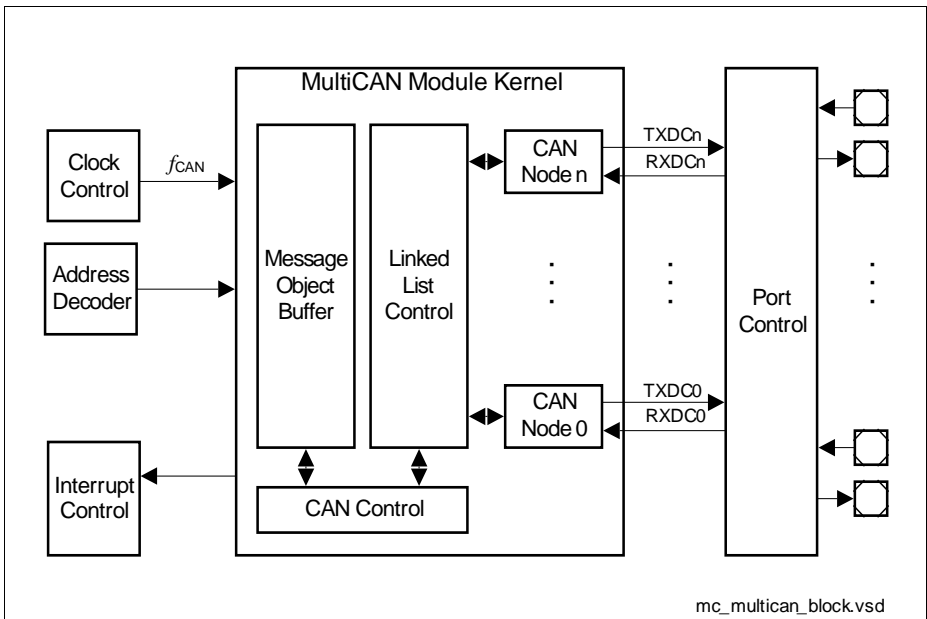 MultiCAN Module Kernel
Clock
Control
fCAN
Address
Decoder
Interrupt
Control
Message
Object
Buffer
Linked
List
Control
CAN
Node n
TXDCn
RXDCn
CAN
Node 0
TXDC0
RXDC0
CAN Control
Port
Control
mc_multican_block.vsd